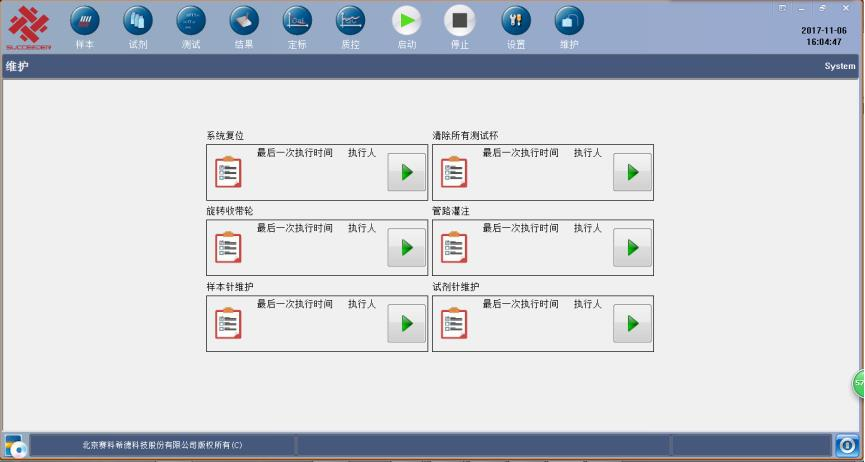 SUCCEEDER
样本 试剂 测试 结果 定标 质控 启动 停止 设置 维护
2017-11-06
16:04:47
维护 System
系统复位 清除所有测试杯
最后一次执行时间 执行人 最后一次执行时间 执行人
旋转收带轮 管路灌注
最后一次执行时间 执行人 最后一次执行时间 执行人
样本针维护 试剂针维护
最后一次执行时间 执行人 最后一次执行时间 执行人
57
北京赛科希德科技股份有限公司版权所有(C)